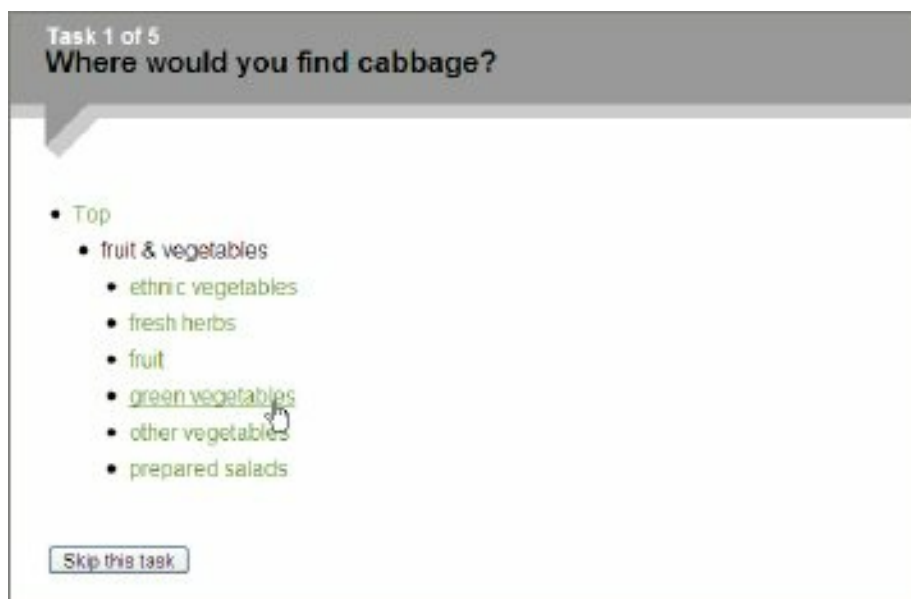 Task 1 of 5
Where would you find cabbage?
Top
fruit & vegetables
ethnic vegetables
fresh herbs
fruit
green vegetables
other vegetables
prepared salads
Skip this task